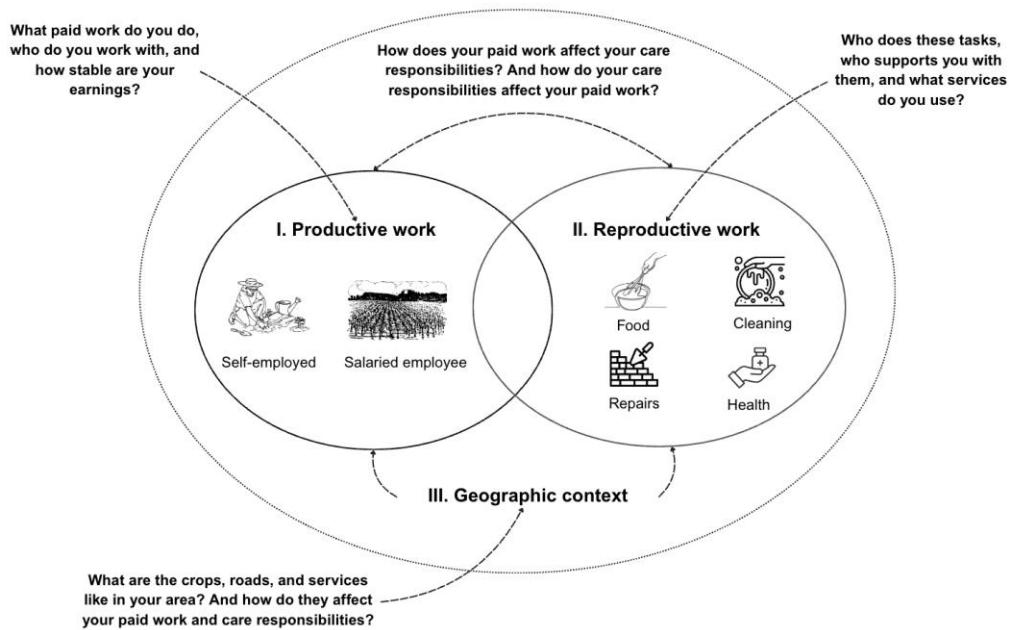 What paid work do you do,
who do you work with, and
how stable are your
earnings?
How does your paid work affect your care
responsibilities? And how do your care
responsibilities affect your paid work?
Who does these tasks,
who supports you with
them, and what services
do you use?
I. Productive work
II. Reproductive work
Self-employed
Salaried employee
Food
Cleaning
Repairs
Health
III. Geographic context
What are the crops, roads, and services
like in your area? And how do they affect
your paid work and care responsibilities?